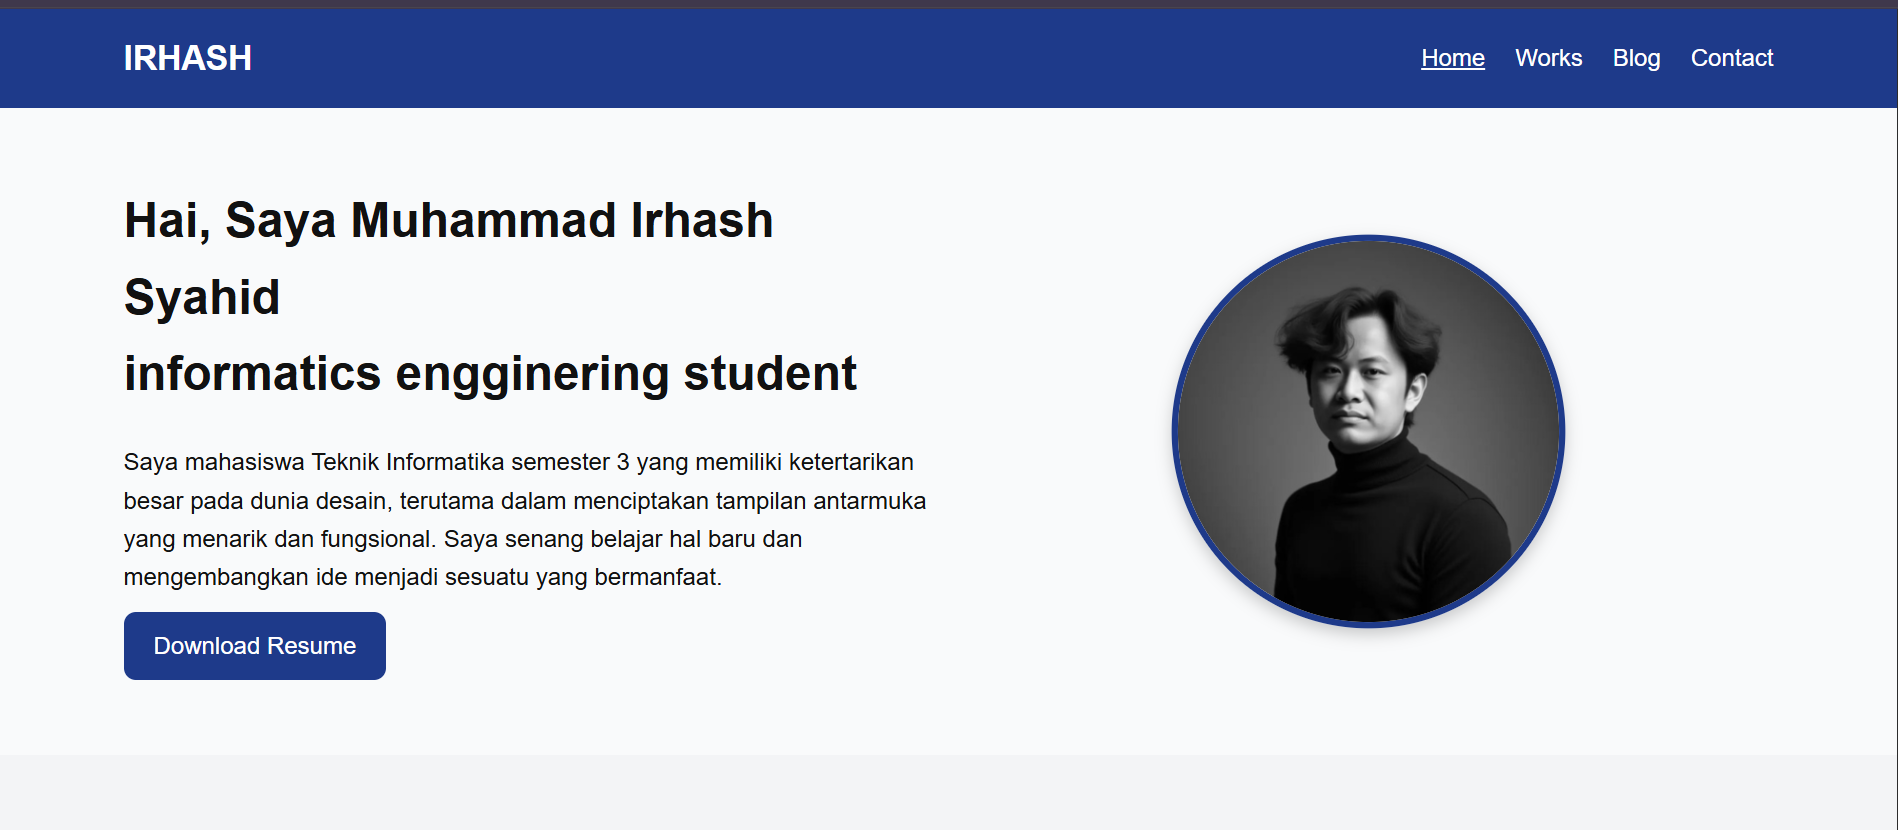 IRHASH
Home Works Blog Contact
Hai, Saya Muhammad Irhash
Syahid
informatics engginering student
Saya mahasiswa Teknik Informatika semester 3 yang memiliki ketertarikan
besar pada dunia desain, terutama dalam menciptakan tampilan antarmuka
yang menarik dan fungsional. Saya senang belajar hal baru dan
mengembangkan ide menjadi sesuatu yang bermanfaat.
Download Resume